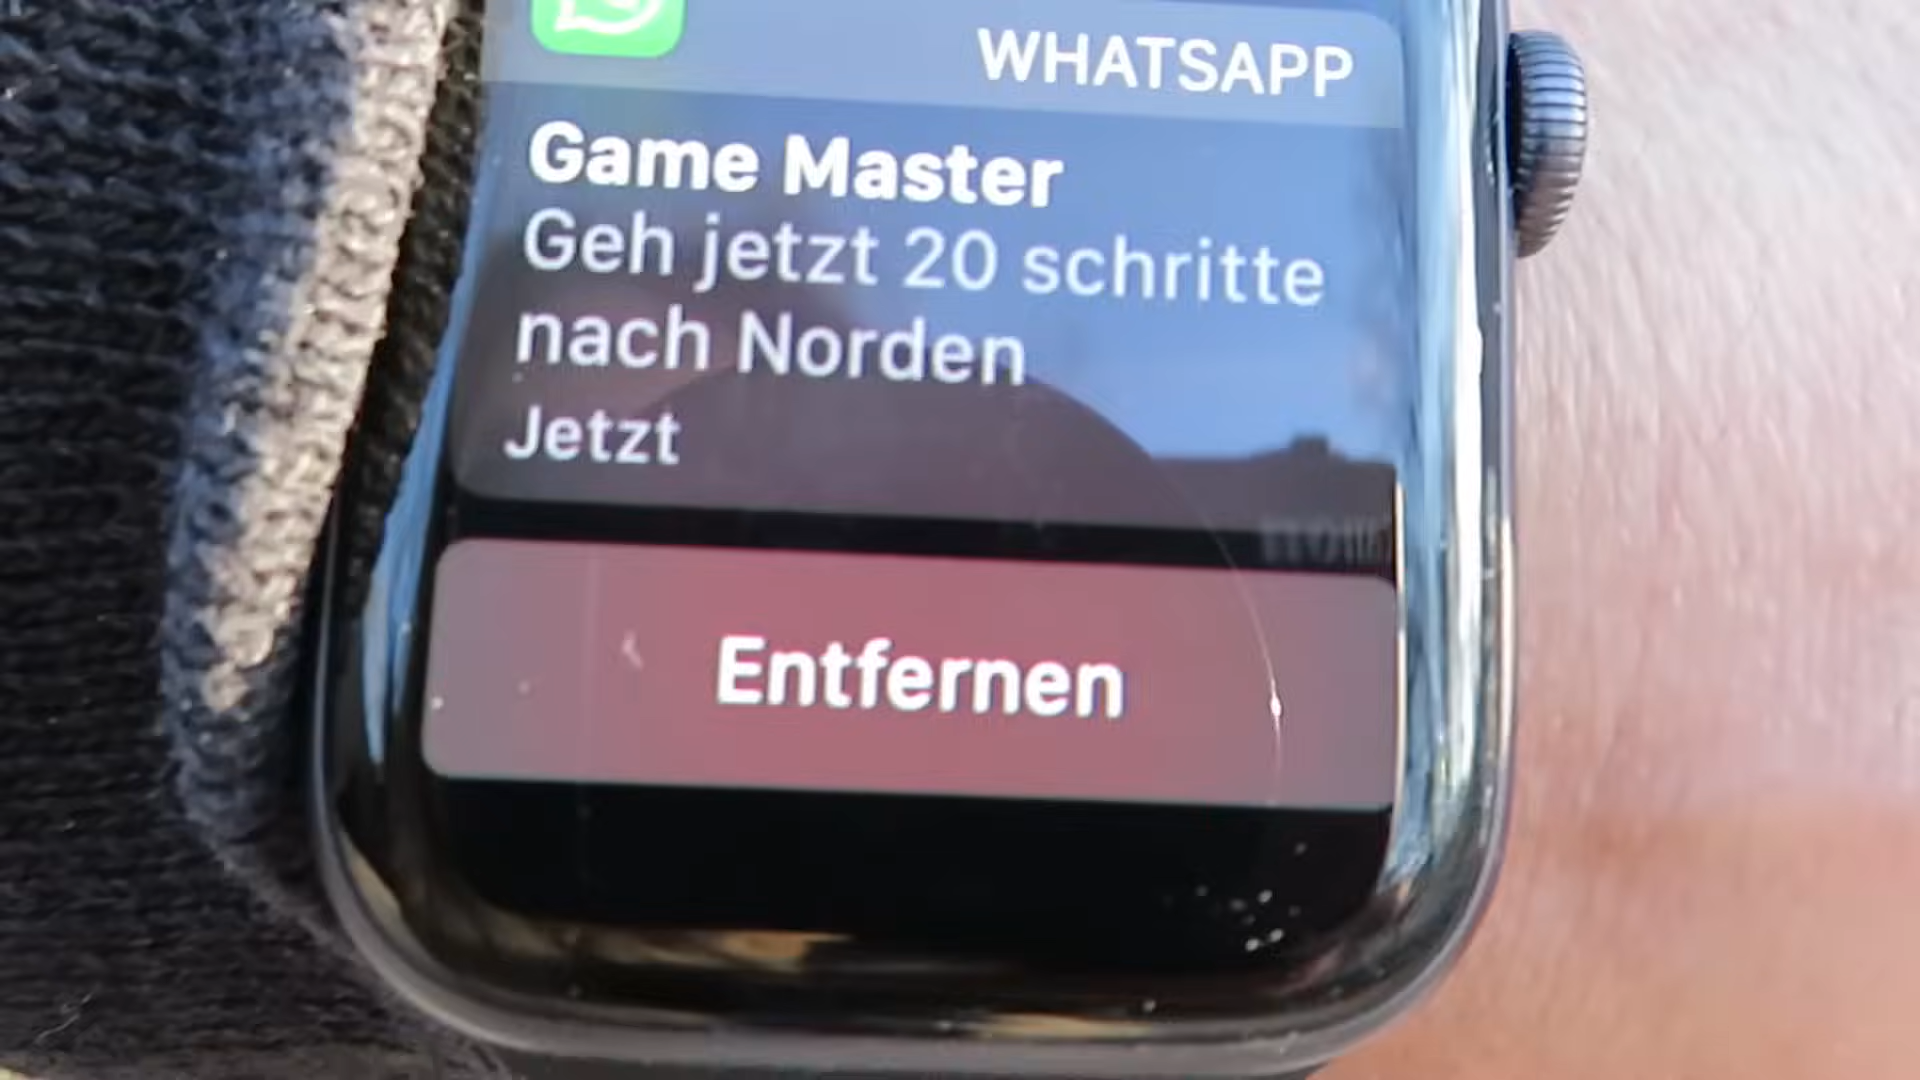 WHATSAPP
Game Master
Geh jetzt 20 schritte
nach Norden
Jetzt
Entfernen